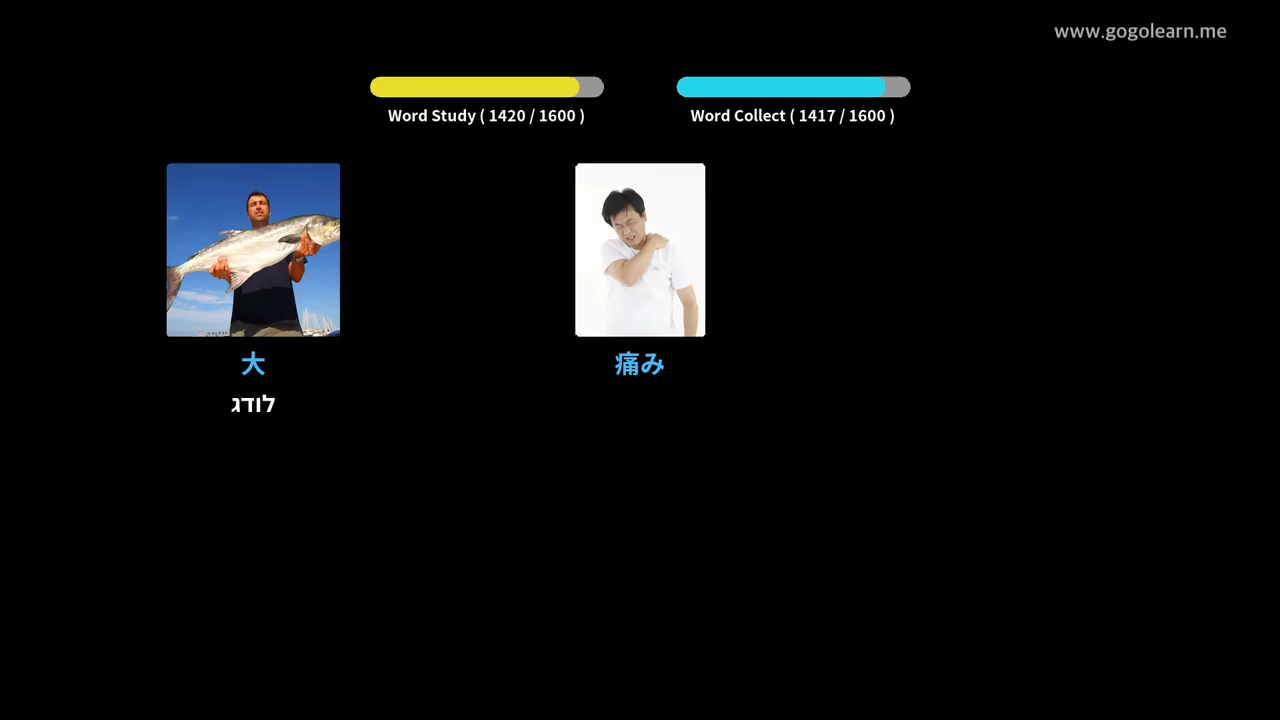 www.gogolearn.me
Word Study ( 1420 / 1600 )
Word Collect ( 1417 / 1600 )
大
痛み
לודג